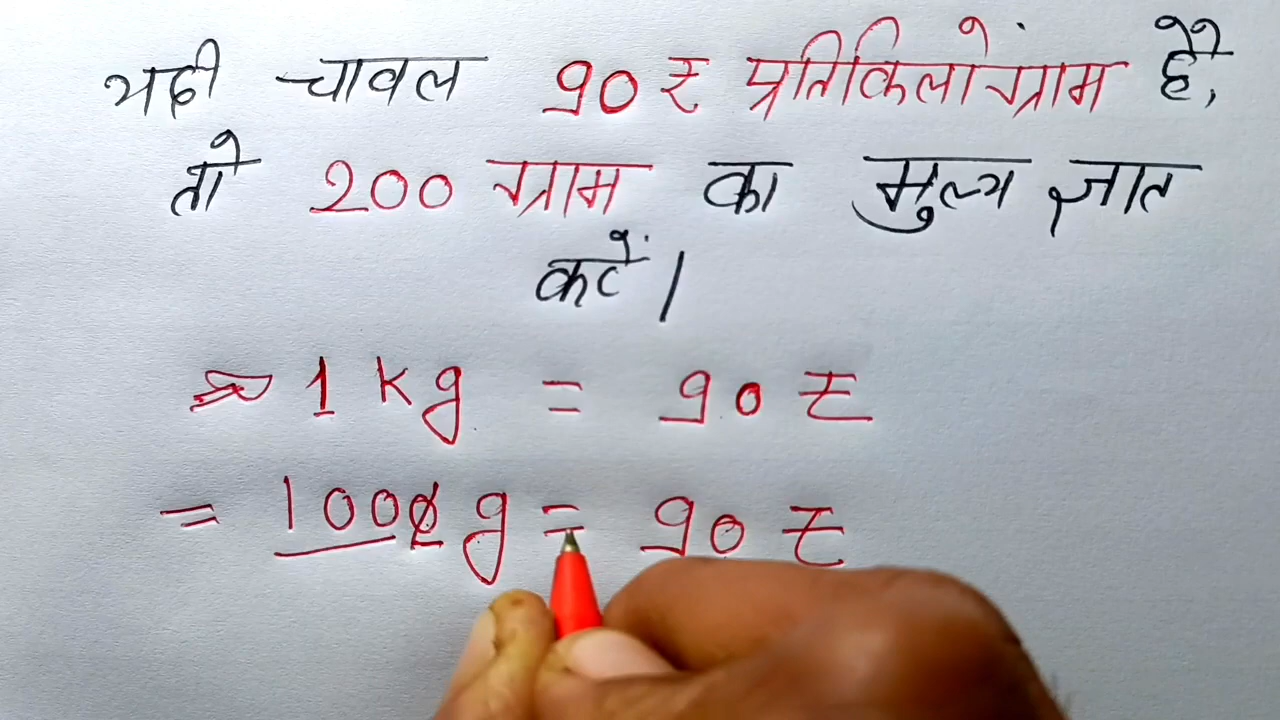 यदी चावल 90 ₹ प्रतिकिलोंग्राम है,
तो 200 ग्राम का मुल्य ज्ञात
करें।
⇒ 1 kg = 90 ₹
= 1000 g = 90 ₹